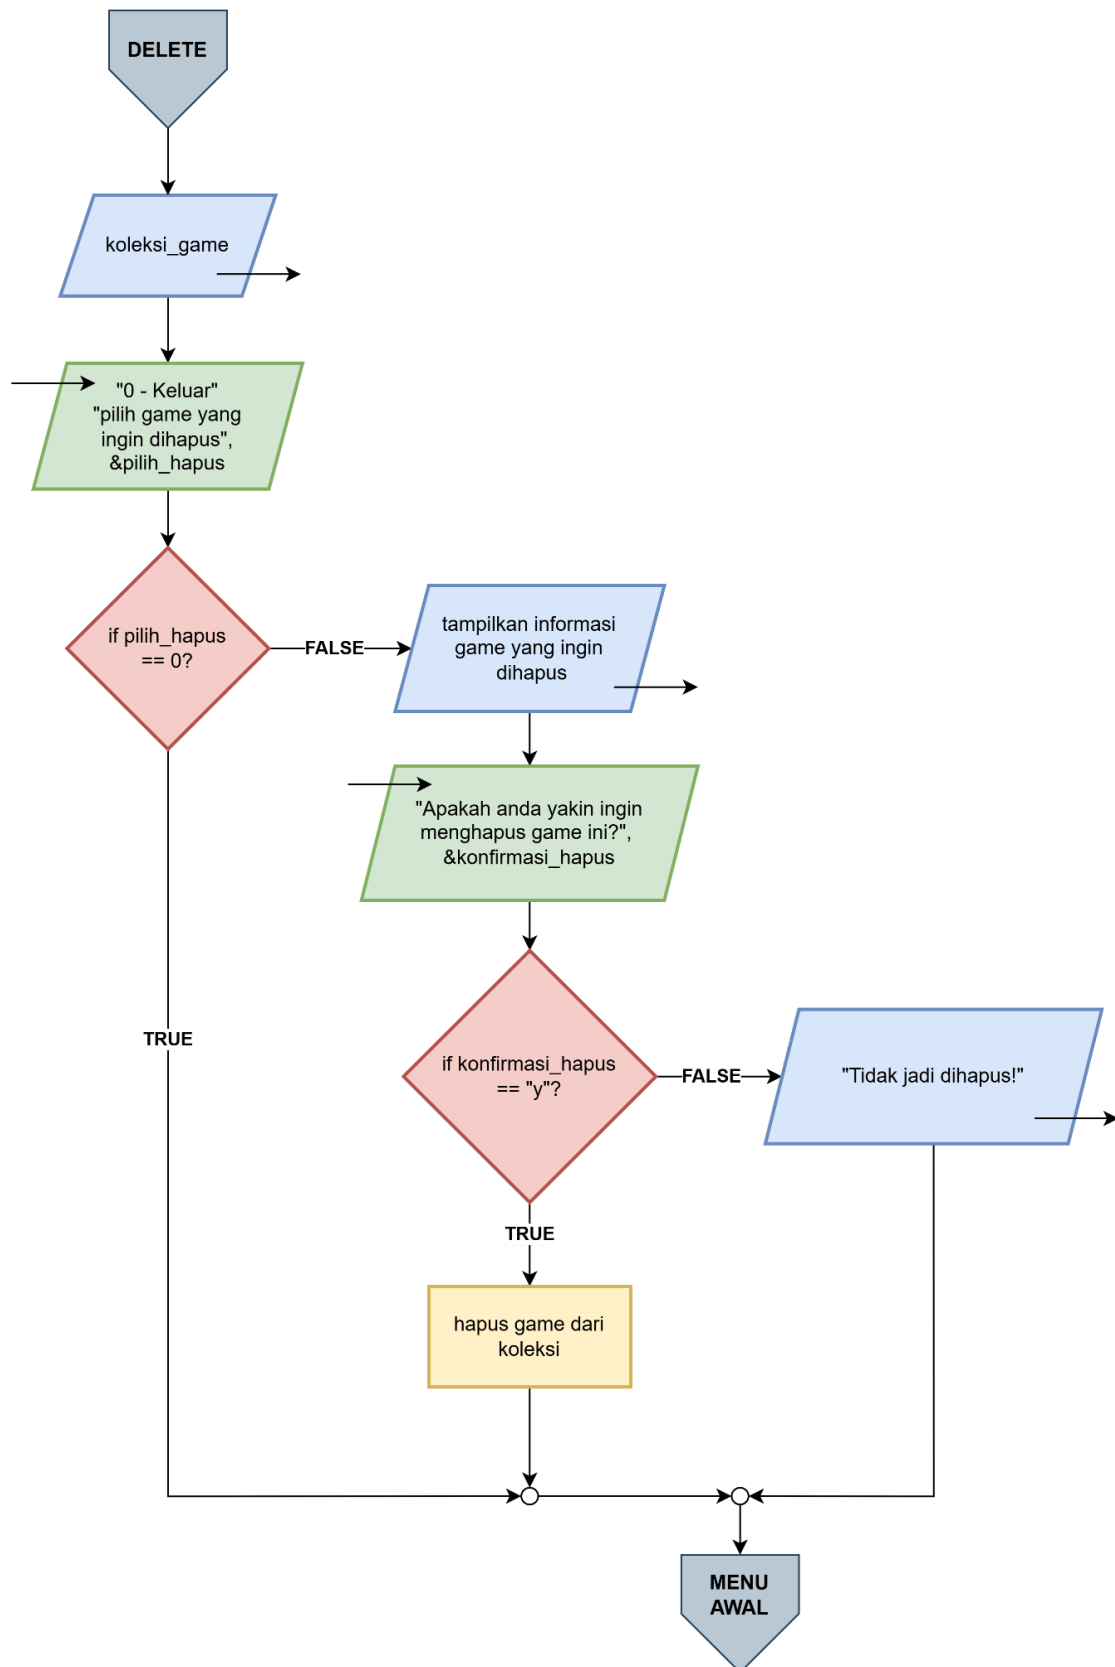 DELETE
koleksi_game
"0 - Keluar"
"pilih game yang
ingin dihapus",
&pilih_hapus
if pilih_hapus
== 0?
FALSE
tampilkan informasi
game yang ingin
dihapus
"Apakah anda yakin ingin
menghapus game ini?",
&konfirmasi_hapus
TRUE
if konfirmasi_hapus
== "y"?
FALSE
"Tidak jadi dihapus!"
TRUE
hapus game dari
koleksi
MENU
AWAL